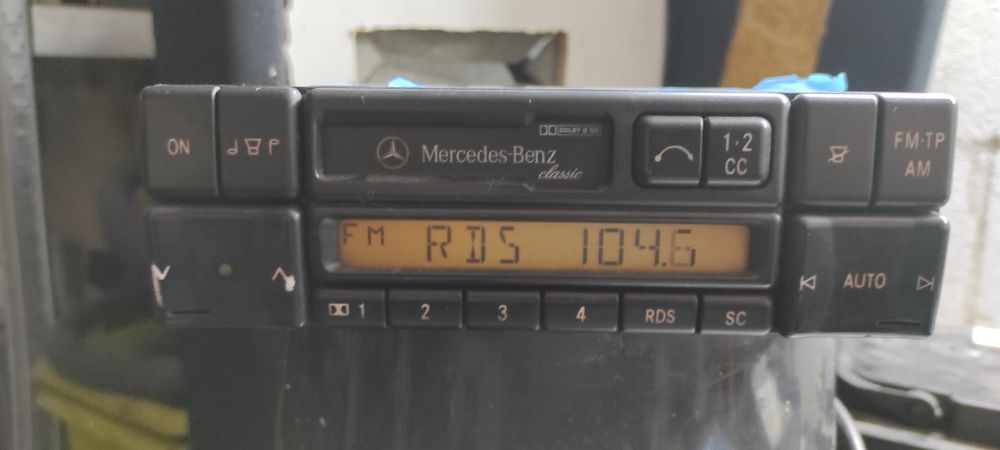 ON
DOLBY B NR
Mercedes-Benz
classic
1·2
CC
FM·TP
AM
FM RDS 104.6
AUTO
1 2 3 4 RDS SC